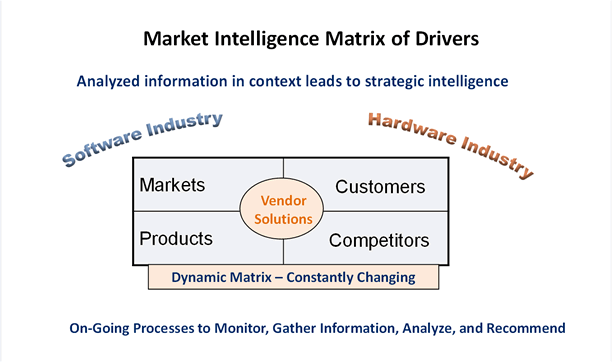 Market Intelligence Matrix of Drivers
Analyzed information in context leads to strategic intelligence
Software Industry
Hardware Industry
Markets
Customers
Vendor
Solutions
Products
Competitors
Dynamic Matrix – Constantly Changing
On-Going Processes to Monitor, Gather Information, Analyze, and Recommend